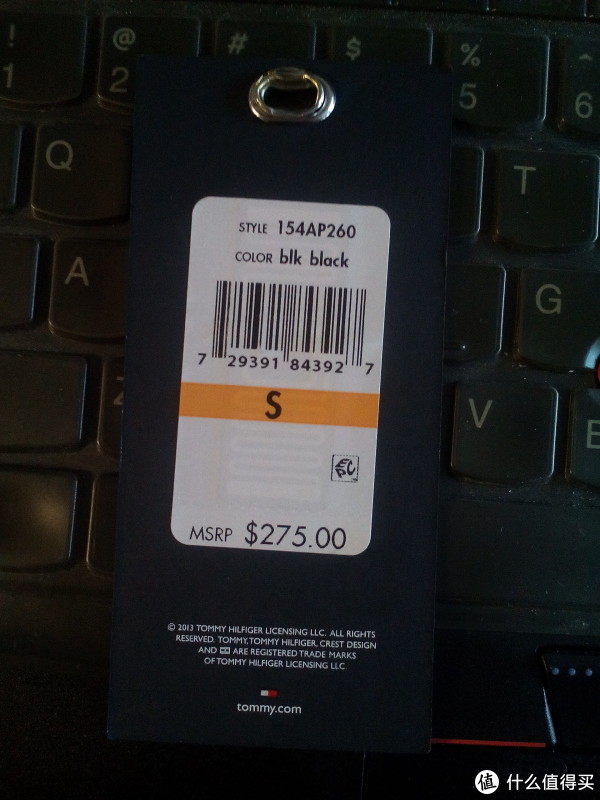 ! @ # $ % ^
1 2 5 6
Q T
A G
Z V B
STYLE 154AP260
COLOR blk black
7 29391 84392 7
S
EPC
MSRP $275.00
© 2013 TOMMY HILFIGER LICENSING LLC. ALL RIGHTS
RESERVED. TOMMY, TOMMY HILFIGER, CREST DESIGN
AND ARE REGISTERED TRADE MARKS
OF TOMMY HILFIGER LICENSING LLC.
tommy.com
值 什么值得买